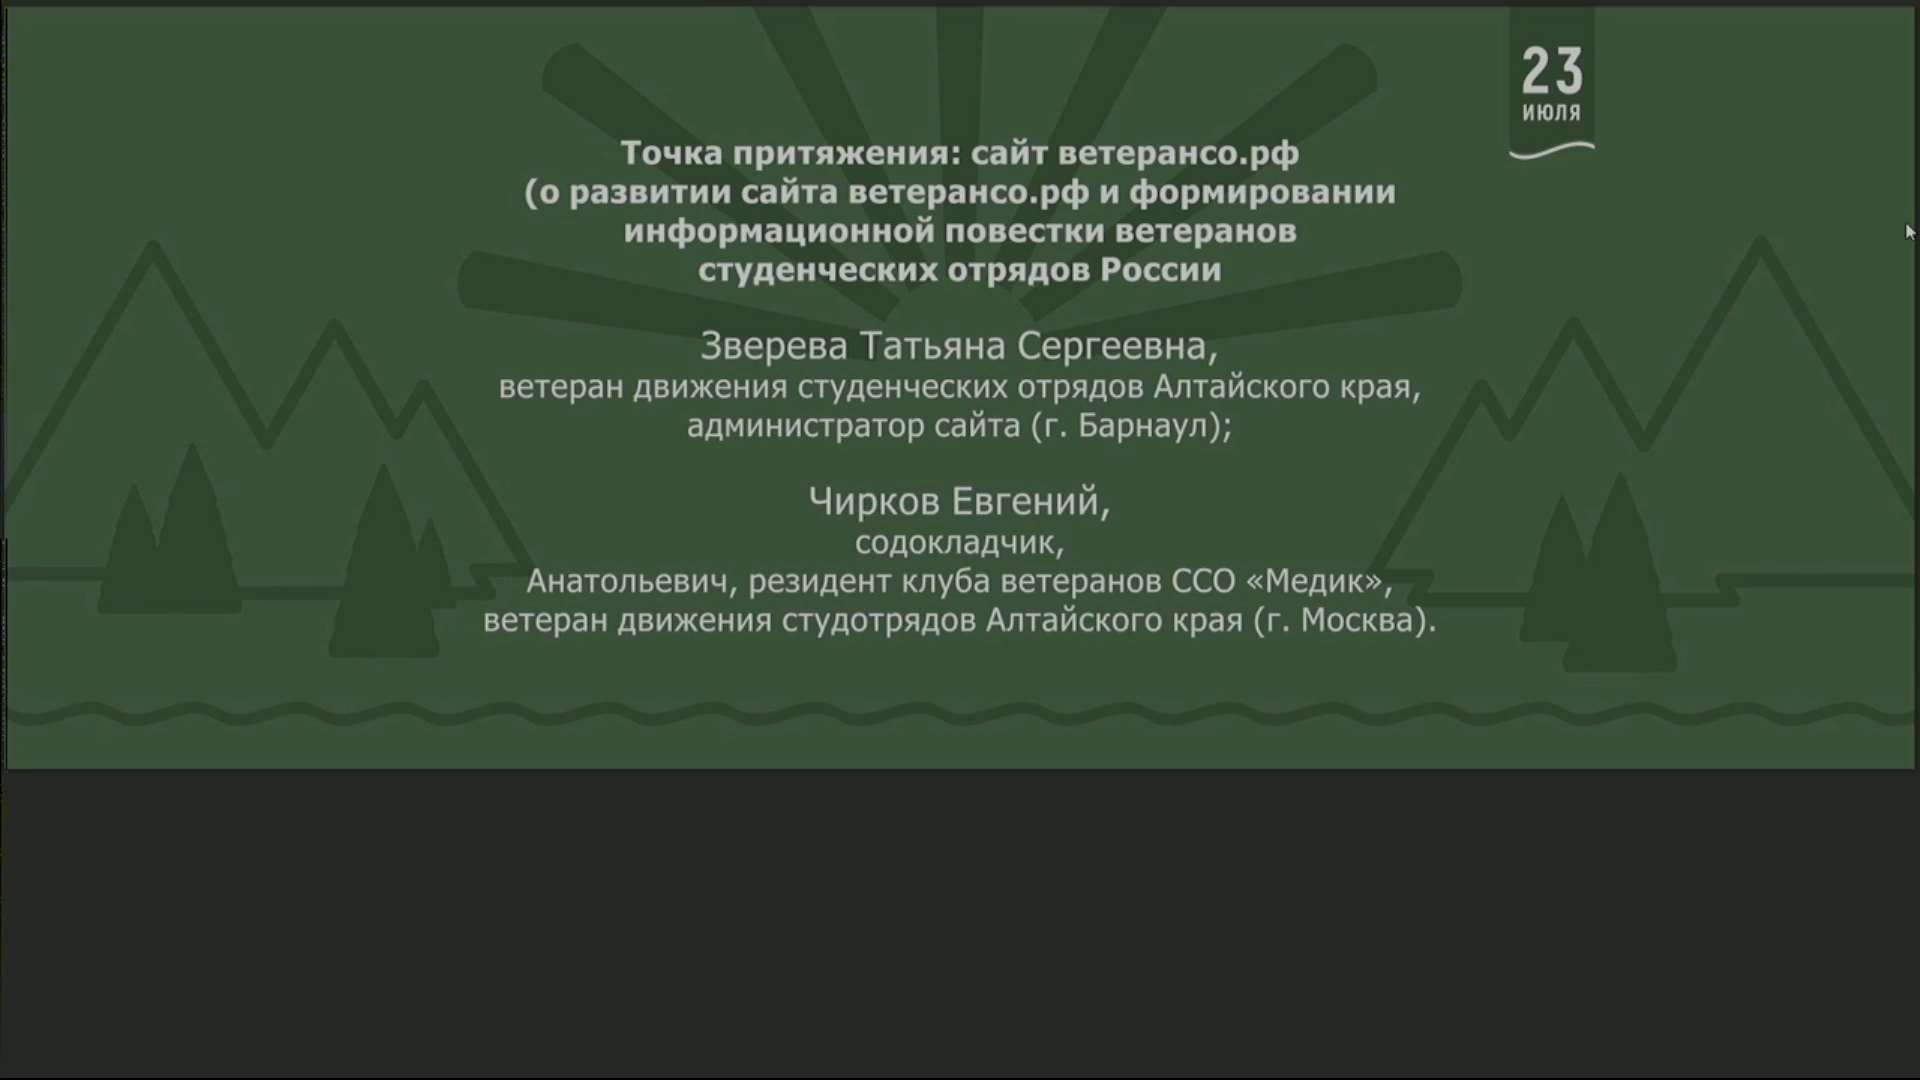 23
ИЮЛЯ
Точка притяжения: сайт ветерансо.рф
(о развитии сайта ветерансо.рф и формировании
информационной повестки ветеранов
студенческих отрядов России
Зверева Татьяна Сергеевна,
ветеран движения студенческих отрядов Алтайского края,
администратор сайта (г. Барнаул);
Чирков Евгений,
содокладчик,
Анатольевич, резидент клуба ветеранов ССО «Медик»,
ветеран движения студотрядов Алтайского края (г. Москва).